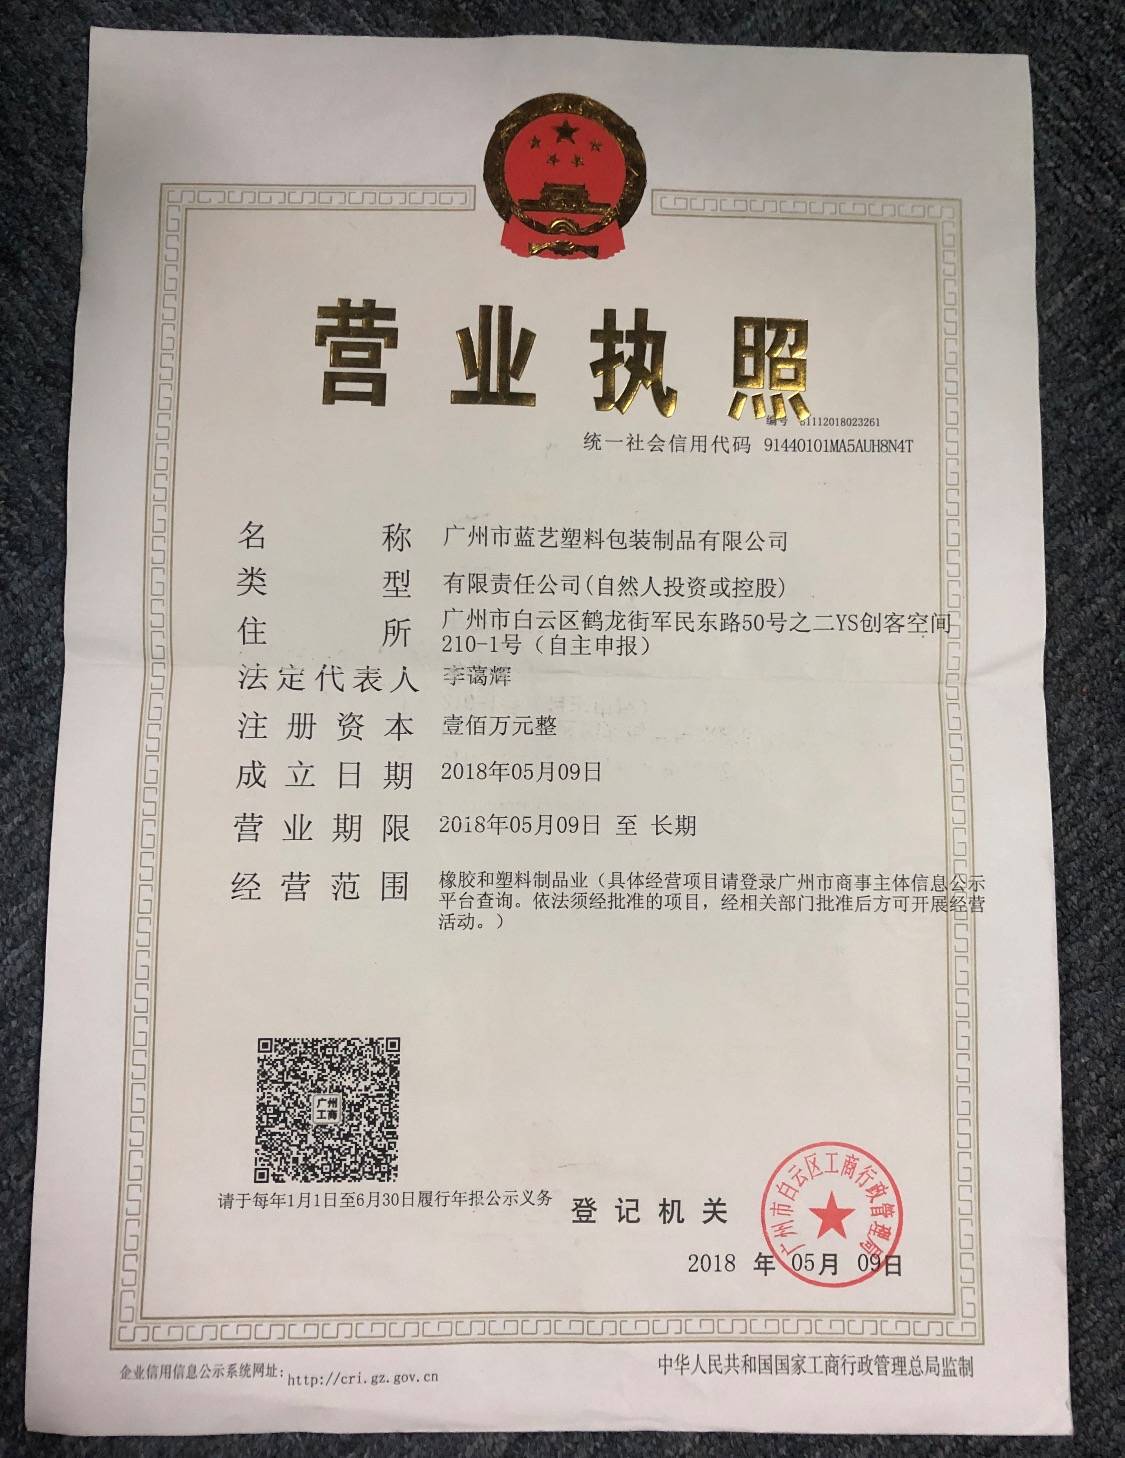 营业执照
编号 S1112018023261
统一社会信用代码 91440101MA5AUH8N4T
名称 广州市蓝艺塑料包装制品有限公司
类型 有限责任公司(自然人投资或控股)
住所 广州市白云区鹤龙街军民东路50号之二YS创客空间
210-1号（自主申报）
法定代表人 李蔼辉
注册资本 壹佰万元整
成立日期 2018年05月09日
营业期限 2018年05月09日 至 长期
经营范围 橡胶和塑料制品业（具体经营项目请登录广州市商事主体信息公示
平台查询。依法须经批准的项目，经相关部门批准后方可开展经营
活动。）
广州
工商
请于每年1月1日至6月30日履行年报公示义务
登记机关
广州市白云区工商行政管理局
2018 年 05月 09日
企业信用信息公示系统网址：http://cri.gz.gov.cn
中华人民共和国国家工商行政管理总局监制